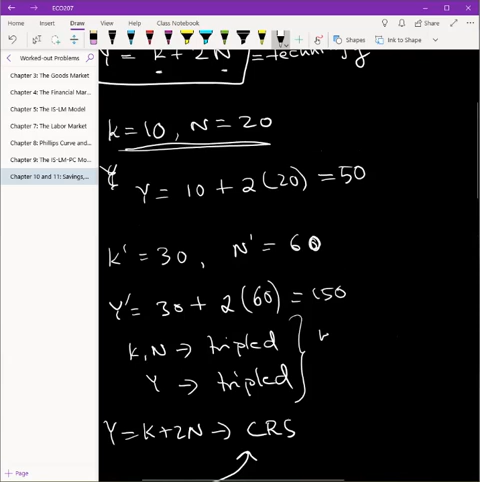 ECO207
File Home Insert Draw View Help Class Notebook Share
Shapes Ink to Shape
Worked-out Problems
Chapter 3: The Goods Market
Chapter 4: The Financial Mar...
Chapter 5: The IS-LM Model
Chapter 7: The Labor Market
Chapter 8: Phillips Curve and...
Chapter 9: The IS-LM-PC Mo...
Chapter 10 and 11: Savings,...
+ Page
Y = K + 2N =
K = 10, N = 20
Y = 10 + 2(20) = 50
K' = 30, N' = 60
Y' = 30 + 2(60) = 150
K, N → tripled
Y → tripled
Y = K + 2N → CRS